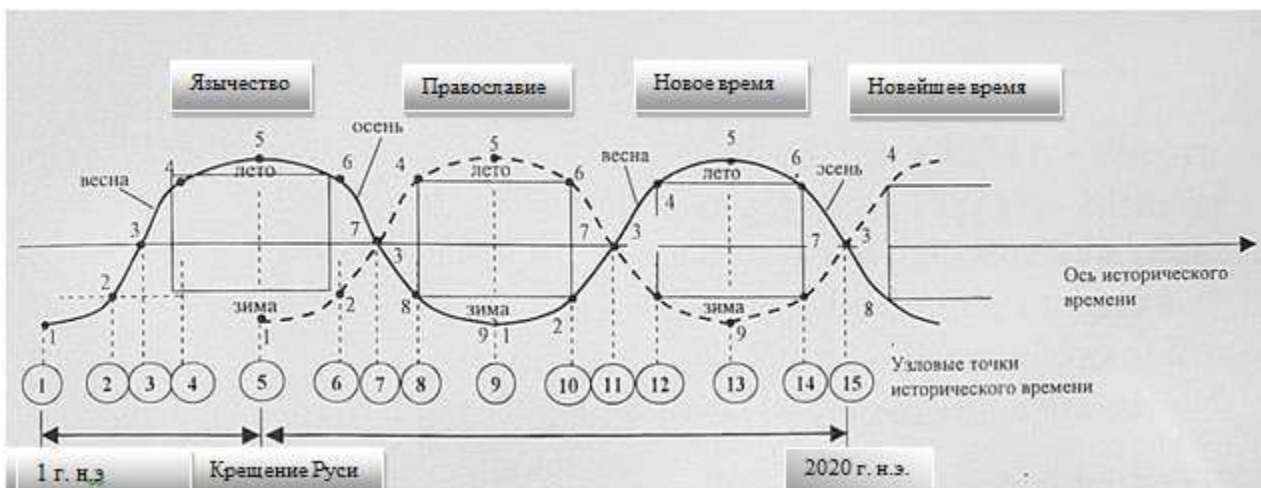 Язычество
Православие
Новое время
Новейшее время
весна
лето
осень
лето
весна
лето
осень
4 5 6 4 5 6 4 5 6 4
3 7 3 7 3 7 3
Ось исторического
времени
2 зима 2 8 зима 2 зима 8
1 1 9 1 9
Узловые точки
исторического времени
1 2 3 4 5 6 7 8 9 10 11 12 13 14 15
1 г. н.э
Крещение Руси
2020 г. н.э.